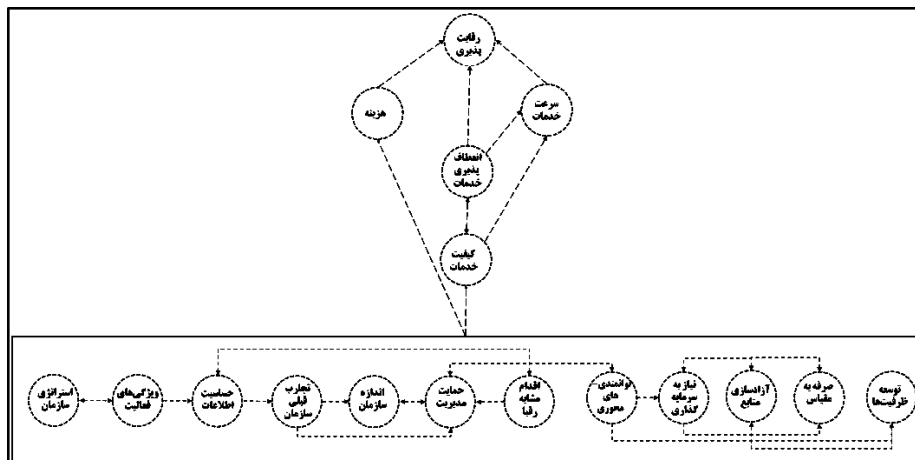 رقابت
پذیری
هزینه
سرعت
خدمات
انعطاف
پذیری
خدمات
کیفیت
خدمات
توسعه
ظرفیت‌ها
صرفه به
مقیاس
آزادسازی
منابع
نیاز به
سرمایه
گذاری
توانمندی-
های
محوری
اقدام
مشابه
رقبا
حمایت
مدیریت
اندازه
سازمان
تجارب
قبلی
سازمان
حساسیت
اطلاعات
ویژگی‌های
فعالیت
استراتژی
سازمان